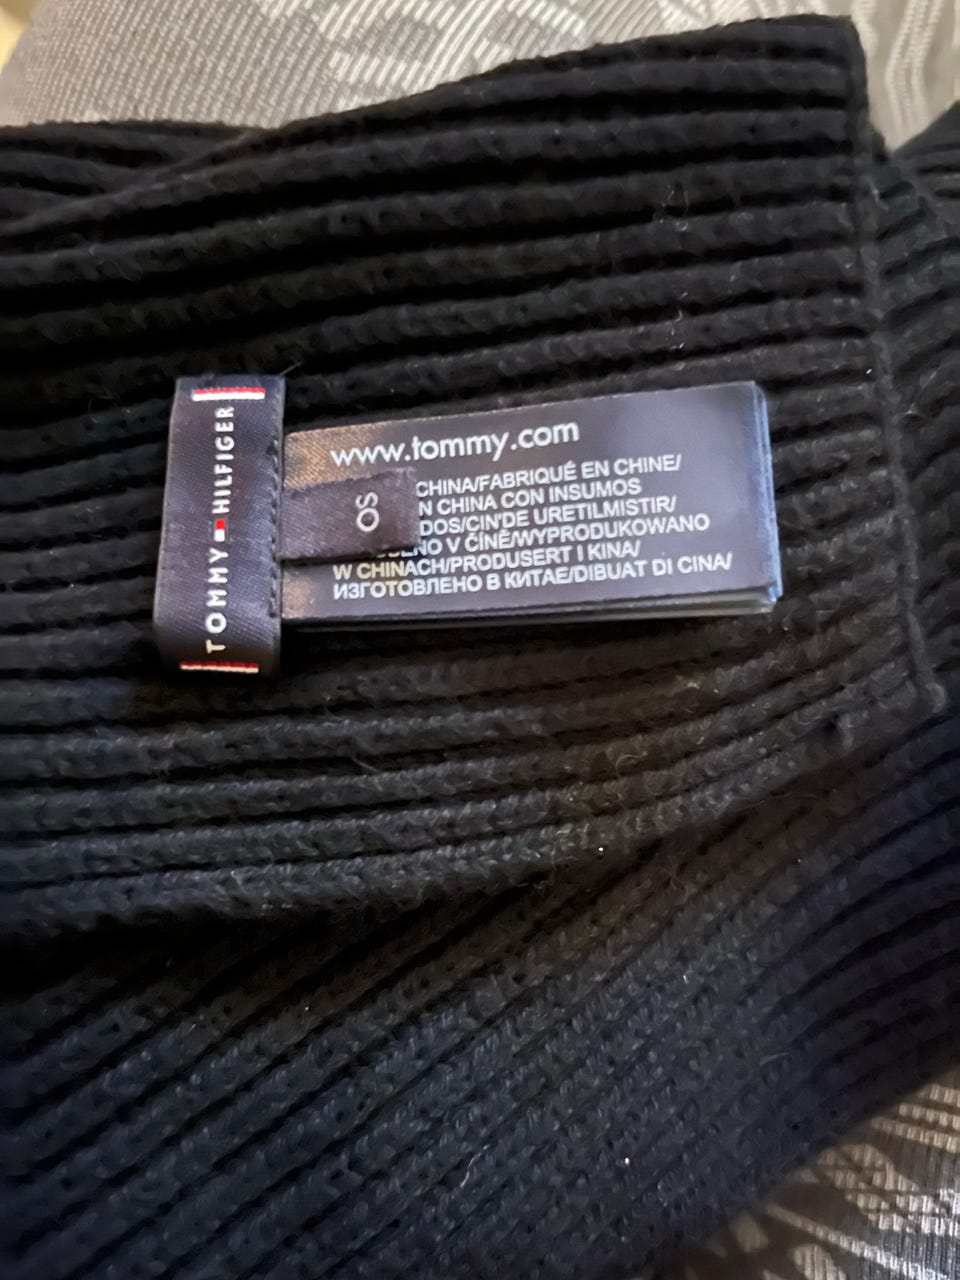 TOMMY HILFIGER
www.tommy.com
OS
CHINA/FABRIQUÉ EN CHINE/
N CHINA CON INSUMOS
DOS/CIN'DE URETILMISTIR/
ENO V ČÍNĚ/WYPRODUKOWANO
W CHINACH/PRODUSERT I KINA/
ИЗГОТОВЛЕНО В КИТАЕ/DIBUAT DI CINA/